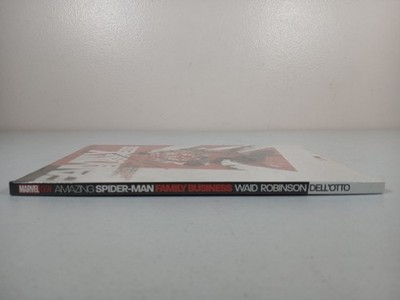 MARVEL AMAZING SPIDER-MAN FAMILY BUSINESS WAID ROBINSON DELL'OTTO